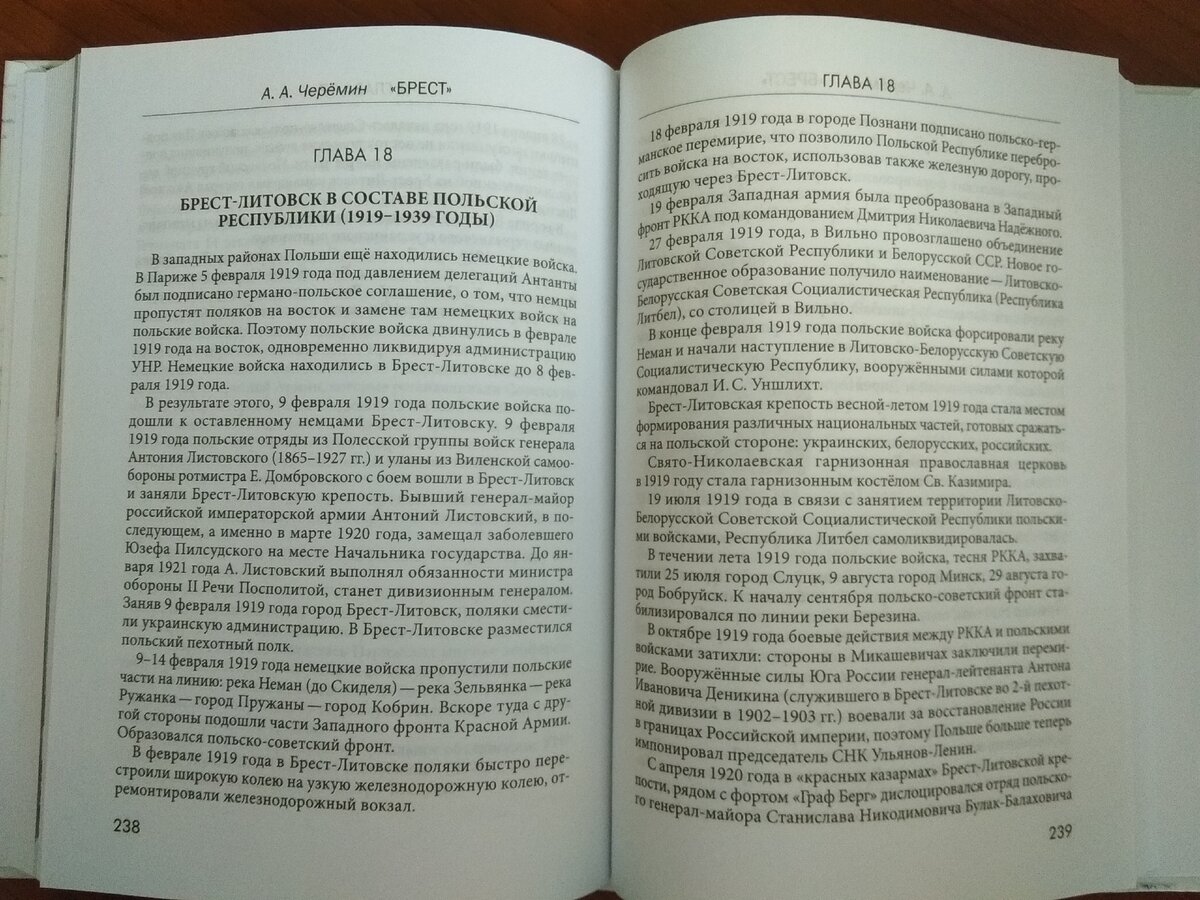 А. А. Черёмин «БРЕСТ»
ГЛАВА 18
БРЕСТ-ЛИТОВСК В СОСТАВЕ ПОЛЬСКОЙ
РЕСПУБЛИКИ (1919–1939 ГОДЫ)
В западных районах Польши ещё находились немецкие войска.
В Париже 5 февраля 1919 года под давлением делегаций Антанты
был подписано германо-польское соглашение, о том, что немцы
пропустят поляков на восток и замене там немецких войск на
польские войска. Поэтому польские войска двинулись в феврале
1919 года на восток, одновременно ликвидируя администрацию
УНР. Немецкие войска находились в Брест-Литовске до 8 фев-
раля 1919 года.
В результате этого, 9 февраля 1919 года польские войска по-
дошли к оставленному немцами Брест-Литовску. 9 февраля
1919 года польские отряды из Полесской группы войск генерала
Антония Листовского (1865–1927 гг.) и уланы из Виленской самоо-
бороны ротмистра Е. Домбровского с боем вошли в Брест-Литовск
и заняли Брест-Литовскую крепость. Бывший генерал-майор
российской императорской армии Антоний Листовский, в по-
следующем, а именно в марте 1920 года, замещал заболевшего
Юзефа Пилсудского на месте Начальника государства. До ян-
варя 1921 года А. Листовский выполнял обязанности министра
обороны II Речи Посполитой, станет дивизионным генералом.
Заняв 9 февраля 1919 года город Брест-Литовск, поляки смести-
ли украинскую администрацию. В Брест-Литовске разместился
польский пехотный полк.
9–14 февраля 1919 года немецкие войска пропустили польские
части на линию: река Неман (до Скиделя) — река Зельвянка — река
Ружанка — город Пружаны — город Кобрин. Вскоре туда с дру-
гой стороны подошли части Западного фронта Красной Армии.
Образовался польско-советский фронт.
В феврале 1919 года в Брест-Литовске поляки быстро пере-
строили широкую колею на узкую железнодорожную колею, от-
ремонтировали железнодорожный вокзал.
238
ГЛАВА 18
18 февраля 1919 года в городе Познани подписано польско-гер-
манское перемирие, что позволило Польской Республике перебро-
сить войска на восток, использовав также железную дорогу, про-
ходящую через Брест-Литовск.
19 февраля Западная армия была преобразована в Западный
фронт РККА под командованием Дмитрия Николаевича Надёжного.
27 февраля 1919 года, в Вильно провозглашено объединение
Литовской Советской Республики и Белорусской ССР. Новое го-
сударственное образование получило наименование — Литовско-
Белорусская Советская Социалистическая Республика (Республика
Литбел), со столицей в Вильно.
В конце февраля 1919 года польские войска форсировали реку
Неман и начали наступление в Литовско-Белорусскую Советскую
Социалистическую Республику, вооружёнными силами которой
командовал И. С. Уншлихт.
Брест-Литовская крепость весной-летом 1919 года стала местом
формирования различных национальных частей, готовых сражать-
ся на польской стороне: украинских, белорусских, российских.
Свято-Николаевская гарнизонная православная церковь
в 1919 году стала гарнизонным костёлом Св. Казимира.
19 июля 1919 года в связи с занятием территории Литовско-
Белорусской Советской Социалистической Республики польски-
ми войсками, Республика Литбел самоликвидировалась.
В течении лета 1919 года польские войска, тесня РККА, захва-
тили 25 июля город Слуцк, 9 августа город Минск, 29 августа го-
род Бобруйск. К началу сентября польско-советский фронт ста-
билизировался по линии реки Березина.
В октябре 1919 года боевые действия между РККА и польскими
войсками затихли: стороны в Микашевичах заключили переми-
рие. Вооружённые силы Юга России генерал-лейтенанта Антона
Ивановича Деникина (служившего в Брест-Литовске во 2-й пехот-
ной дивизии в 1902–1903 гг.) воевали за восстановление России
в границах Российской империи, поэтому Польше больше теперь
импонировал председатель СНК Ульянов-Ленин.
С апреля 1920 года в «красных казармах» Брест-Литовской кре-
пости, рядом с фортом «Граф Берг» дислоцировался отряд польско-
го генерал-майора Станислава Никодимовича Булак-Балаховича
239